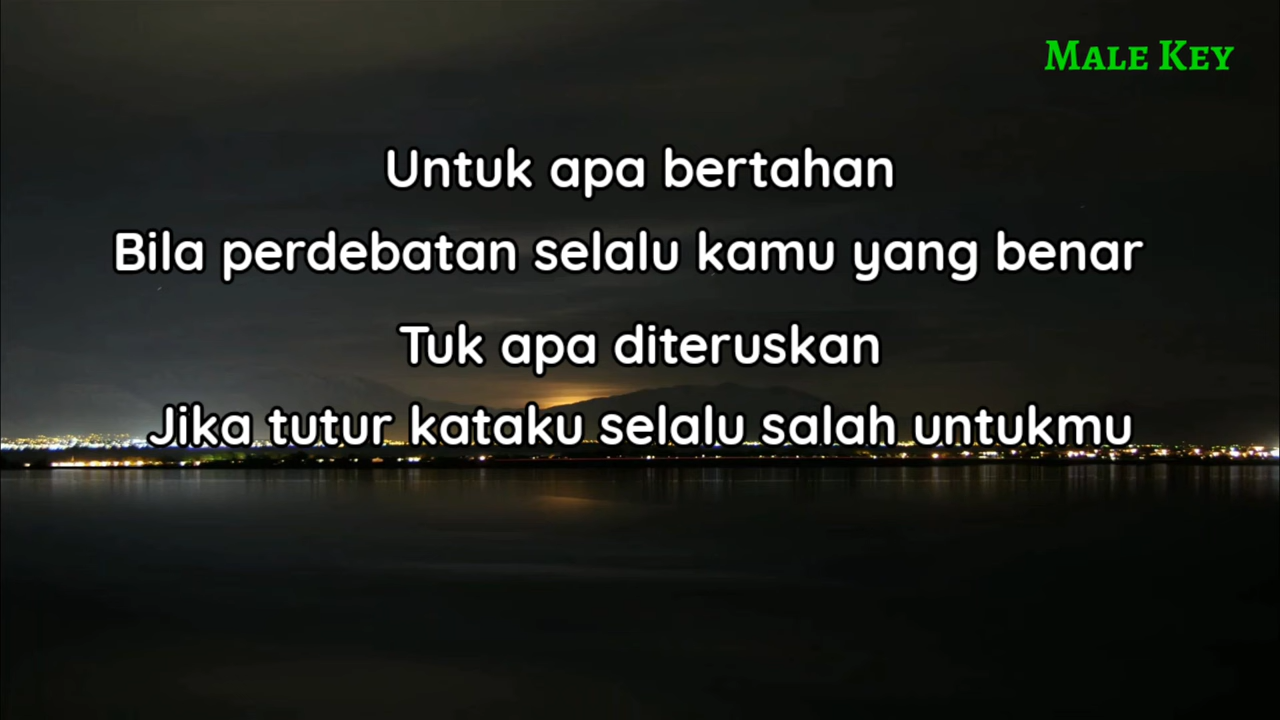 Male Key
Untuk apa bertahan
Bila perdebatan selalu kamu yang benar
Tuk apa diteruskan
Jika tutur kataku selalu salah untukmu